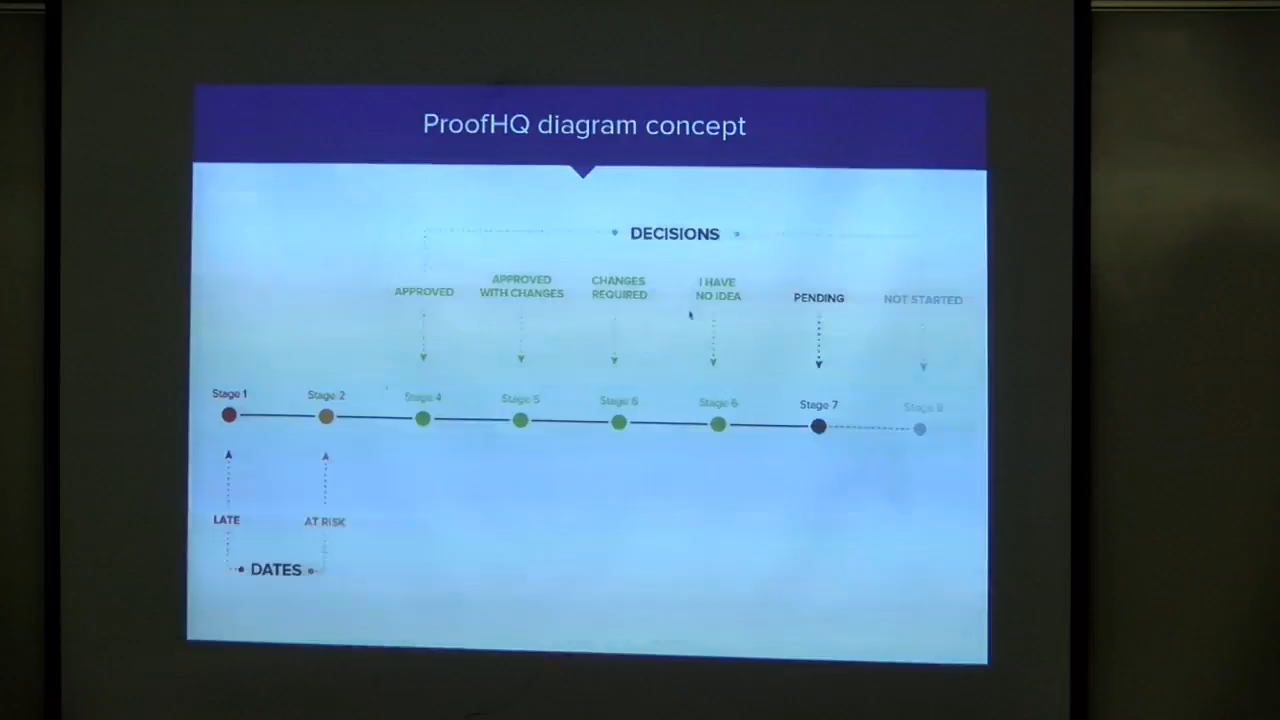 ProofHQ diagram concept
DECISIONS
APPROVED
APPROVED
WITH CHANGES
CHANGES
REQUIRED
I HAVE
NO IDEA
PENDING
NOT STARTED
Stage 1
Stage 2
Stage 4
Stage 5
Stage 6
Stage 6
Stage 7
Stage 8
LATE
AT RISK
DATES